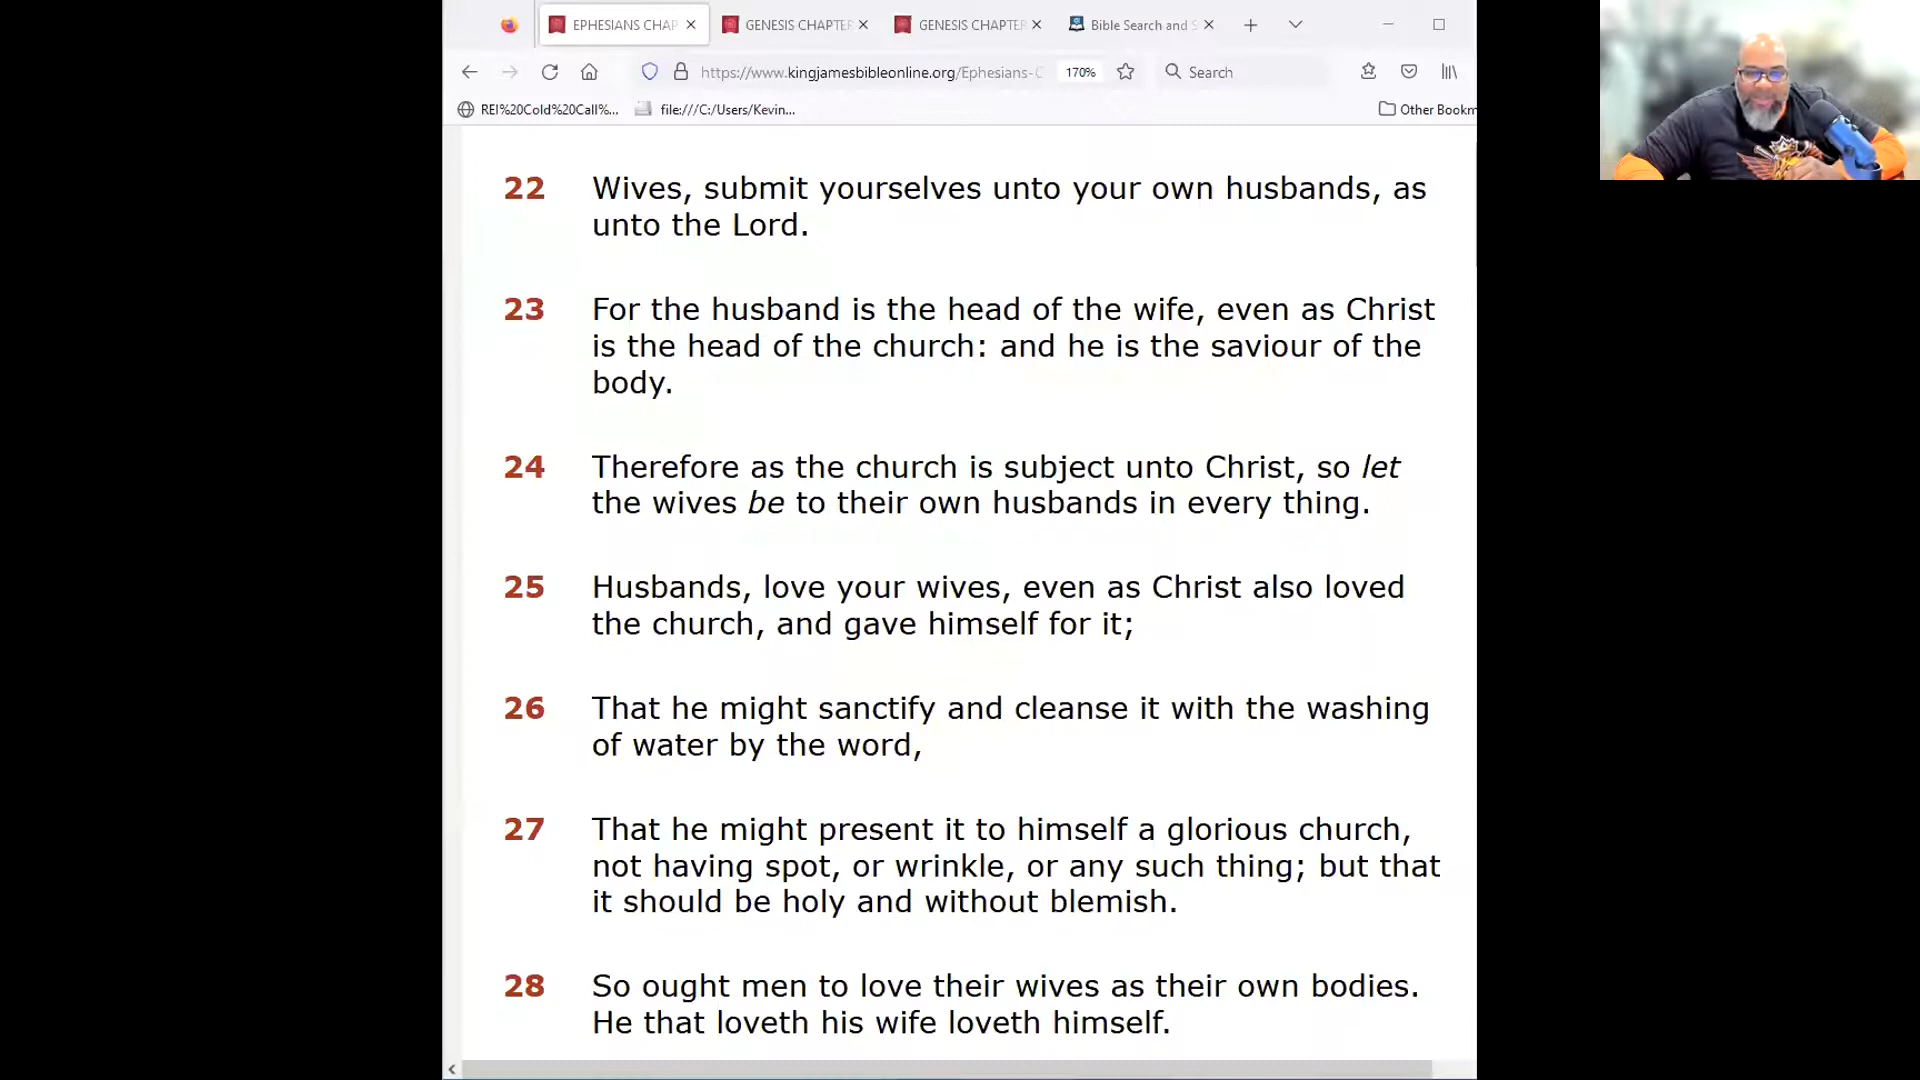 EPHESIANS CHAP
GENESIS CHAPTER
GENESIS CHAPTER
Bible Search and S
https://www.kingjamesbibleonline.org/Ephesians-C
170%
Search
REI%20Cold%20Call%...
file:///C:/Users/Kevin...
Other Bookm
22 Wives, submit yourselves unto your own husbands, as
unto the Lord.
23 For the husband is the head of the wife, even as Christ
is the head of the church: and he is the saviour of the
body.
24 Therefore as the church is subject unto Christ, so let
the wives be to their own husbands in every thing.
25 Husbands, love your wives, even as Christ also loved
the church, and gave himself for it;
26 That he might sanctify and cleanse it with the washing
of water by the word,
27 That he might present it to himself a glorious church,
not having spot, or wrinkle, or any such thing; but that
it should be holy and without blemish.
28 So ought men to love their wives as their own bodies.
He that loveth his wife loveth himself.